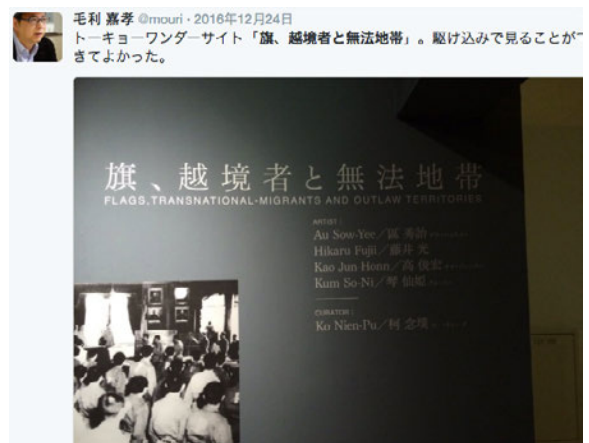 毛利 嘉孝 @mouri・2016年12月24日
トーキョーワンダーサイト「旗、越境者と無法地帯」。駆け込みで見ることがで
きてよかった。
旗、越境者と無法地帯
FLAGS,TRANSNATIONAL-MIGRANTS AND OUTLAW TERRITORIES
ARTIST :
Au Sow-Yee／區 秀詒
Hikaru Fujii／藤井 光
Kao Jun-Honn／高 俊宏
Kum So-Ni／琴 仙姫
CURATOR :
Ko Nien-Pu／柯 念璞